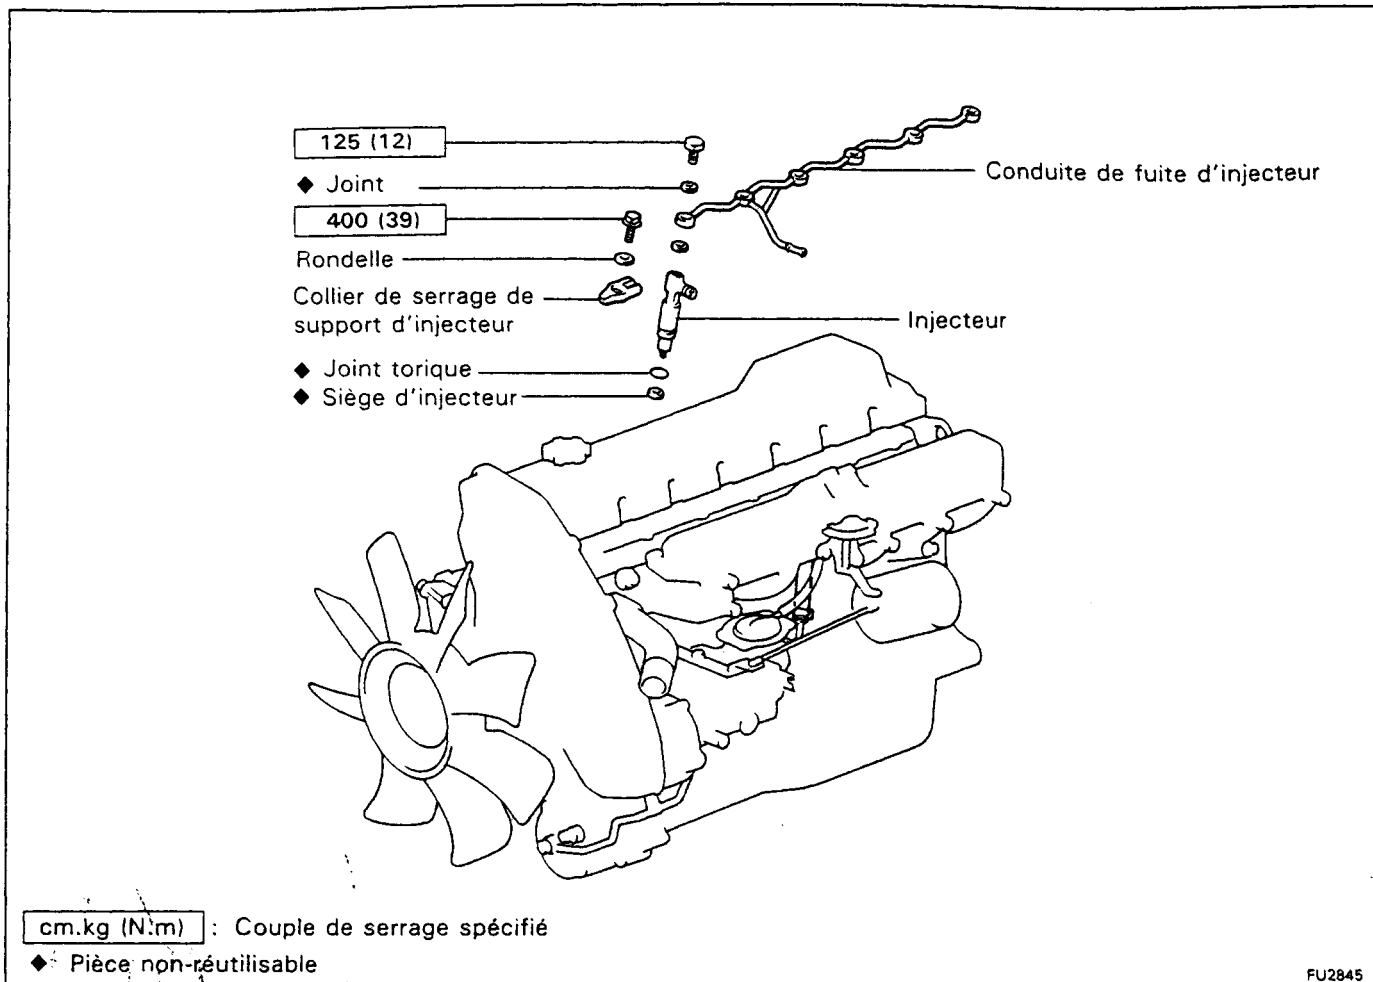 125 (12)
◆ Joint
400 (39)
Rondelle
Collier de serrage de
support d'injecteur
◆ Joint torique
◆ Siège d'injecteur
Conduite de fuite d'injecteur
Injecteur
cm.kg (N.m) : Couple de serrage spécifié
◆ Pièce non-réutilisable
FU2845